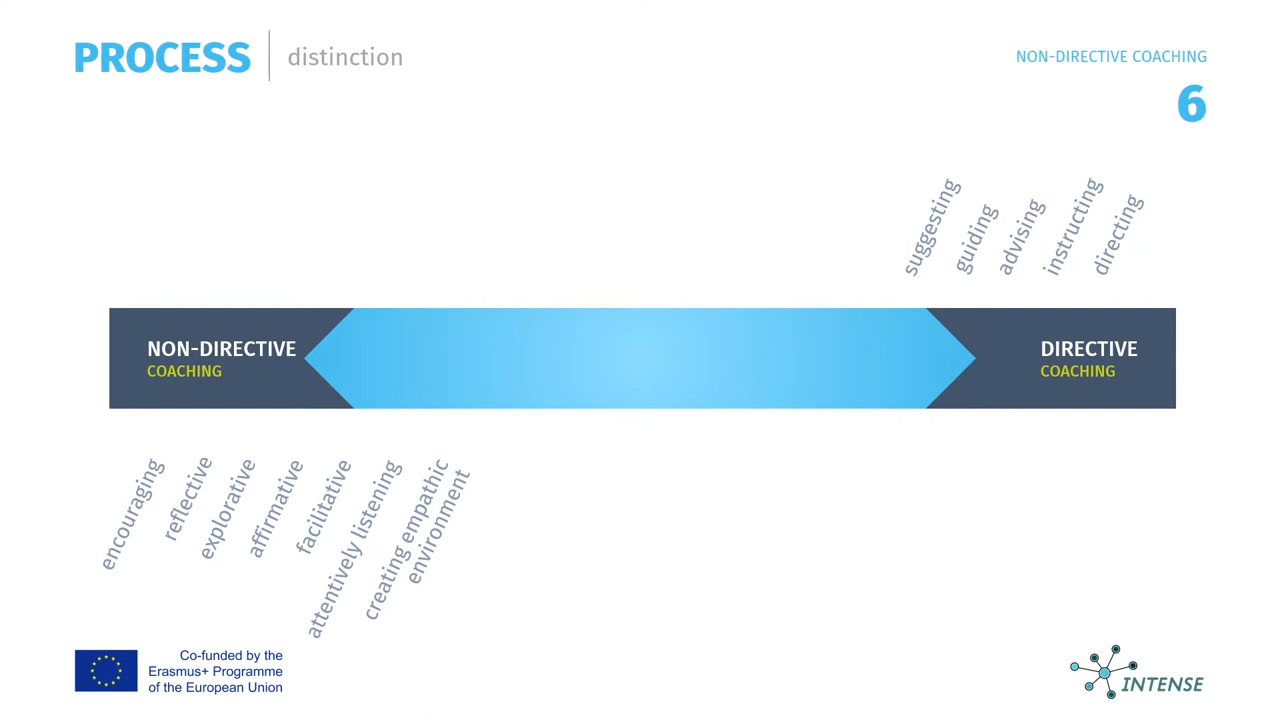 PROCESS
distinction
NON-DIRECTIVE COACHING
6
suggesting
guiding
advising
instructing
directing
NON-DIRECTIVE
COACHING
DIRECTIVE
COACHING
encouraging
reflective
explorative
affirmative
facilitative
attentively listening
creating empathic
environment
Co-funded by the
Erasmus+ Programme
of the European Union
INTENSE